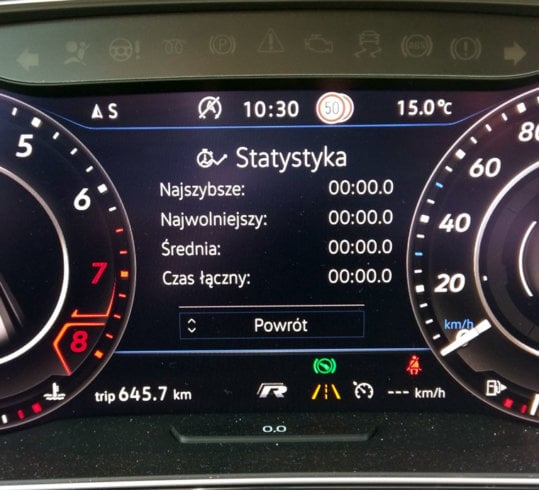 S 10:30 50 15.0°C
Statystyka
Najszybsze: 00:00.0
Najwolniejszy: 00:00.0
Średnia: 00:00.0
Czas łączny: 00:00.0
Powrót
5
6
7
8
80
60
40
20
km/h
trip 645.7 km R --- km/h
0.0
ABS